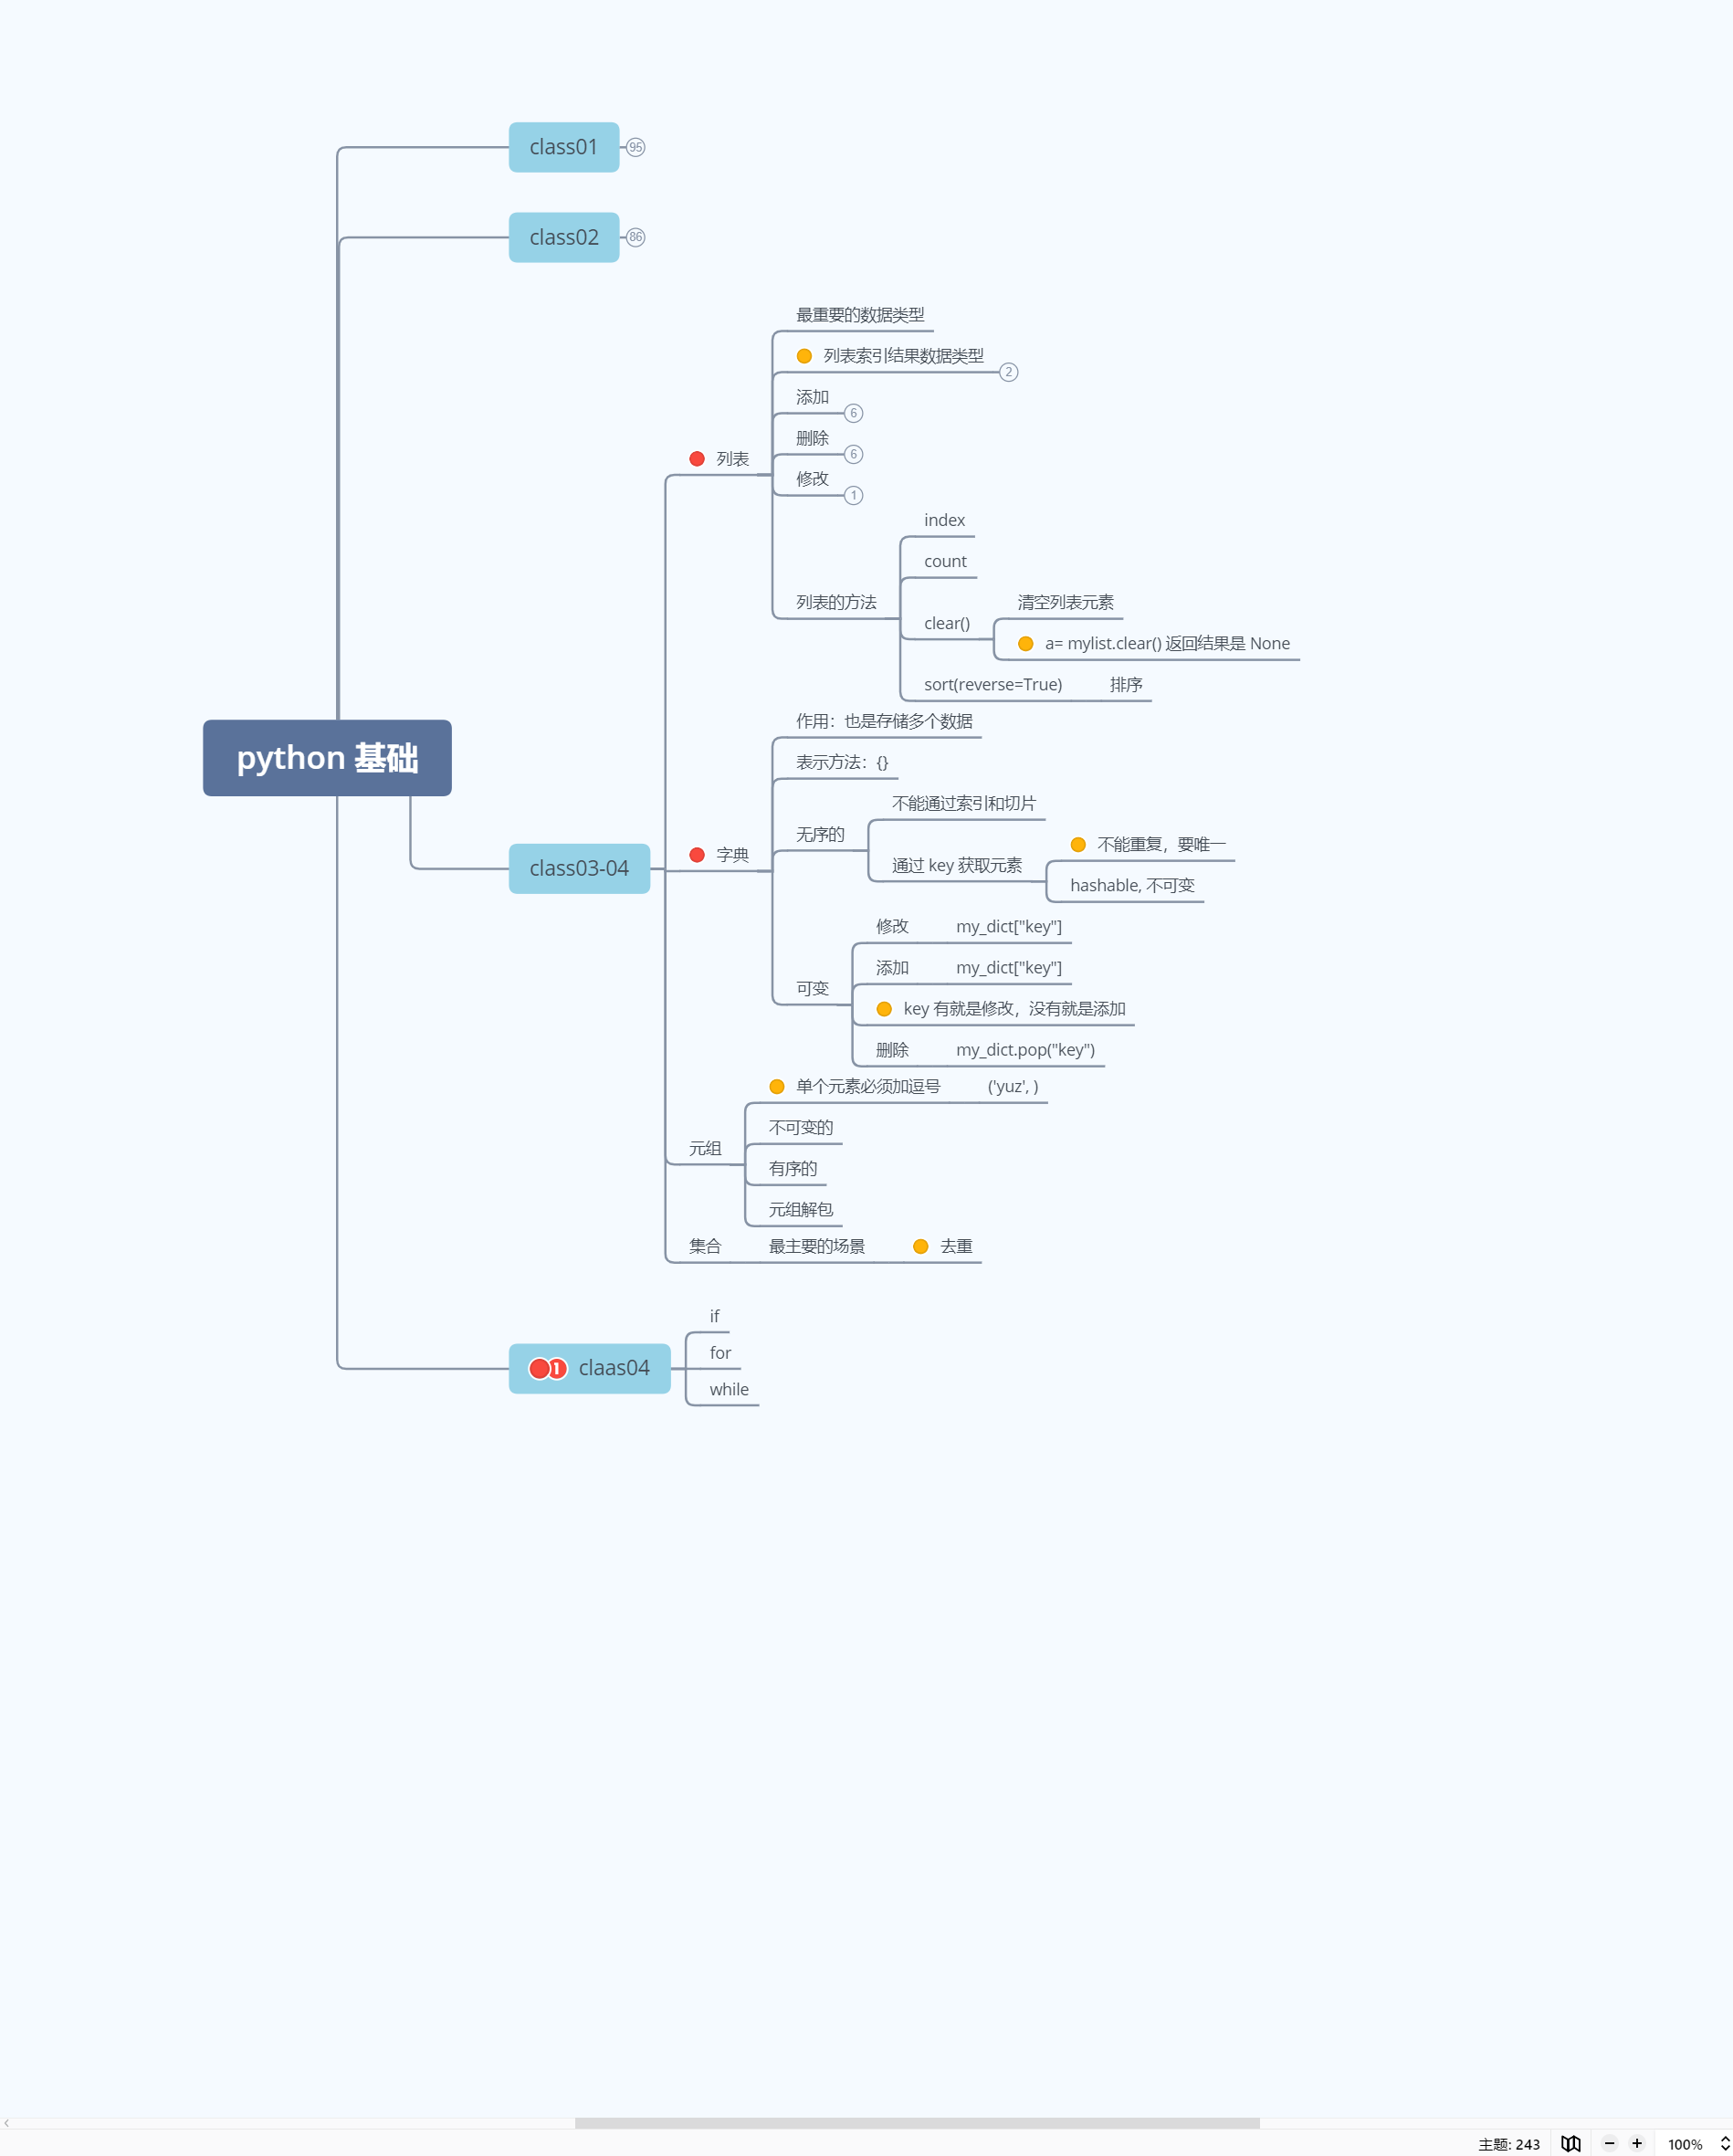 class01
95
class02
86
最重要的数据类型
列表索引结果数据类型
2
添加
6
删除
6
列表
修改
1
index
count
列表的方法
清空列表元素
clear()
a= mylist.clear() 返回结果是 None
sort(reverse=True) 排序
作用：也是存储多个数据
python 基础
表示方法：{}
不能通过索引和切片
无序的
不能重复，要唯一
字典
通过 key 获取元素
class03-04
hashable, 不可变
修改 my_dict["key"]
添加 my_dict["key"]
可变
key 有就是修改，没有就是添加
删除 my_dict.pop("key")
单个元素必须加逗号 ('yuz', )
不可变的
元组
有序的
元组解包
集合 最主要的场景 去重
if
for
1 claas04
while
主题: 243 100%